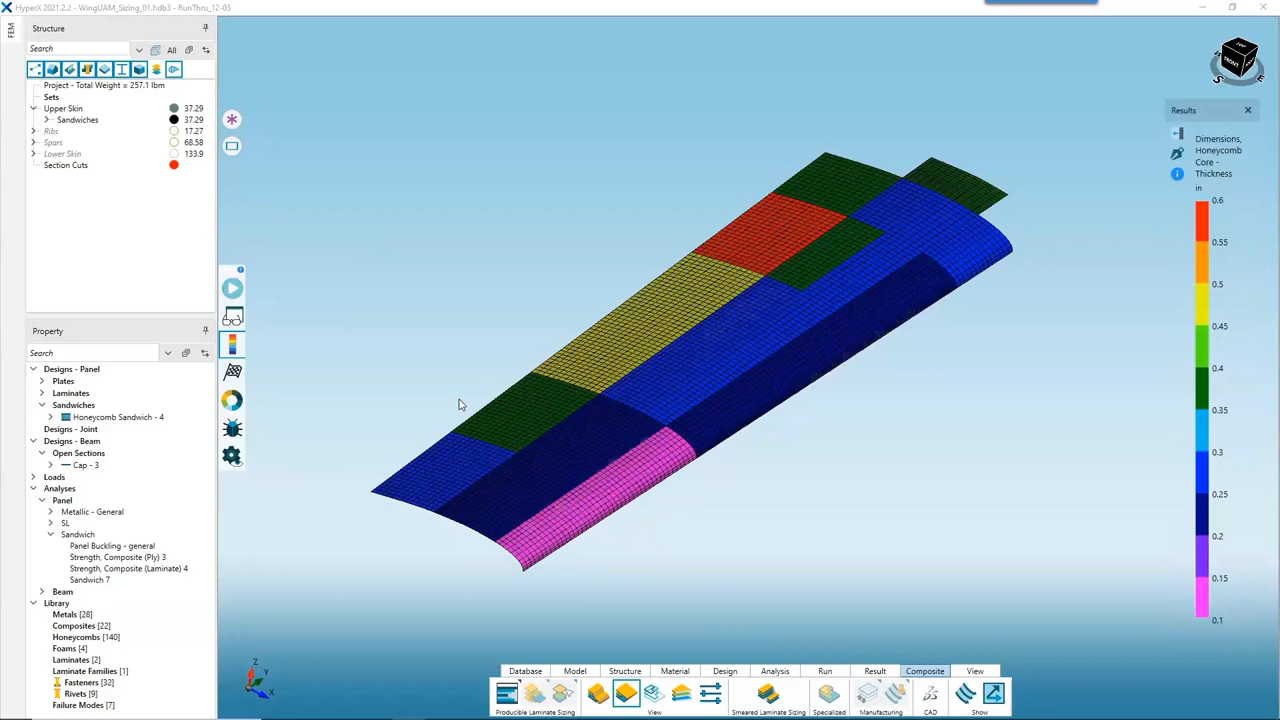 HyperX 2021.2.2 - WingUAM_Sizing_01.hdb3 - RunThru_12-03
FEM
Structure
Search
All
Project - Total Weight = 257.1 lbm
Sets
Upper Skin 37.29
Sandwiches 37.29
Ribs 17.27
Spars 68.58
Lower Skin 133.9
Section Cuts
Property
Search
Designs - Panel
Plates
Laminates
Sandwiches
Honeycomb Sandwich - 4
Designs - Joint
Designs - Beam
Open Sections
Cap - 3
Loads
Analyses
Panel
Metallic - General
SL
Sandwich
Panel Buckling - general
Strength, Composite (Ply) 3
Strength, Composite (Laminate) 4
Sandwich 7
Beam
Library
Metals [28]
Composites [22]
Honeycombs [140]
Foams [4]
Laminates [2]
Laminate Families [1]
Fasteners [32]
Rivets [9]
Failure Modes [7]
TOP
FRONT
S
E
Results
Dimensions,
Honeycomb
Core -
Thickness
in
0.6
0.55
0.5
0.45
0.4
0.35
0.3
0.25
0.2
0.15
0.1
Z
Y
X
Database Model Structure Material Design Analysis Run Result Composite View
Producible Laminate Sizing View Smeared Laminate Sizing Specialized Manufacturing CAD Show